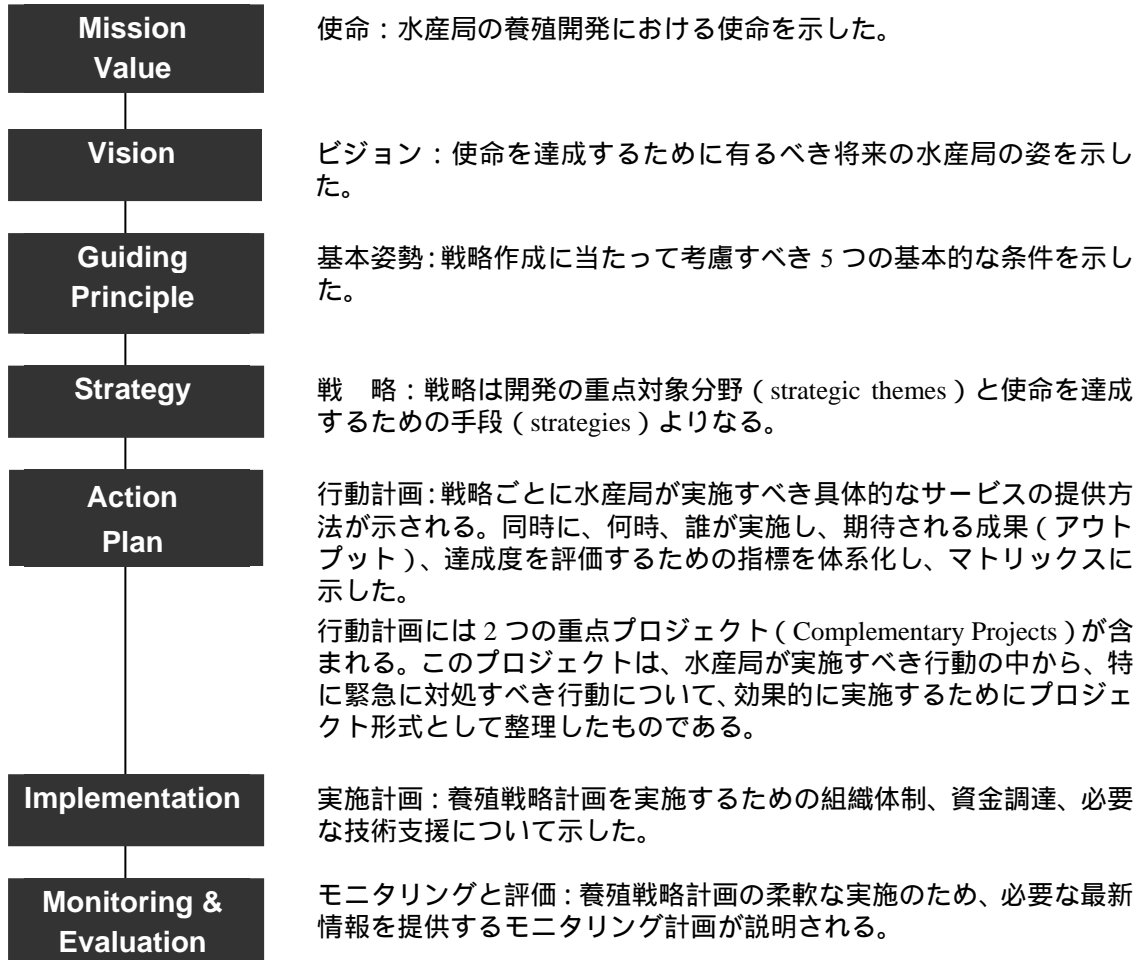 Mission
Value
使命：水産局の養殖開発における使命を示した。
Vision
ビジョン：使命を達成するために有るべき将来の水産局の姿を示し
た。
Guiding
Principle
基本姿勢：戦略作成に当たって考慮すべき 5 つの基本的な条件を示し
た。
Strategy
戦　略：戦略は開発の重点対象分野（strategic themes）と使命を達成
するための手段（strategies）よりなる。
Action
Plan
行動計画：戦略ごとに水産局が実施すべき具体的なサービスの提供方
法が示される。同時に、何時、誰が実施し、期待される成果（アウト
プット）、達成度を評価するための指標を体系化し、マトリックスに
示した。
行動計画には 2 つの重点プロジェクト（Complementary Projects）が含
まれる。このプロジェクトは、水産局が実施すべき行動の中から、特
に緊急に対処すべき行動について、効果的に実施するためにプロジェ
クト形式として整理したものである。
Implementation
実施計画：養殖戦略計画を実施するための組織体制、資金調達、必要
な技術支援について示した。
Monitoring &
Evaluation
モニタリングと評価：養殖戦略計画の柔軟な実施のため、必要な最新
情報を提供するモニタリング計画が説明される。